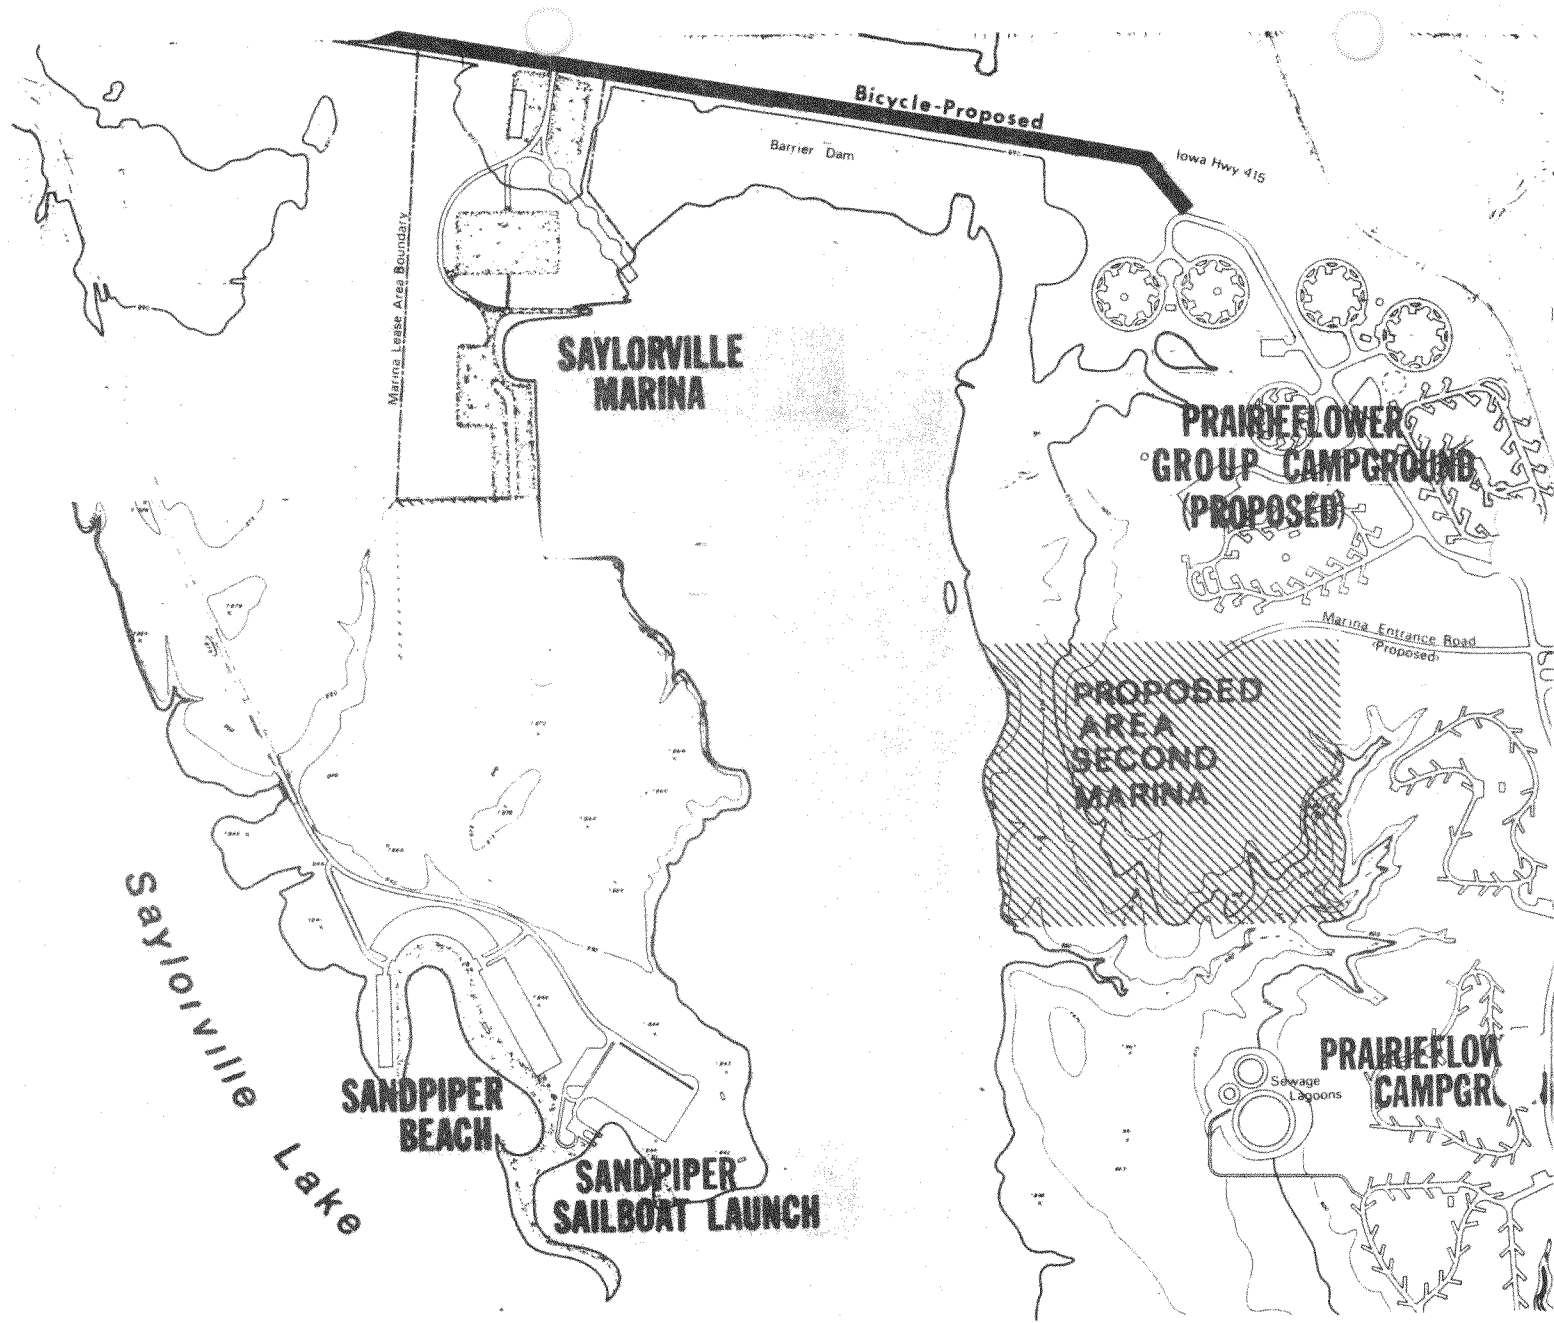 Bicycle-Proposed
Barrier Dam
Iowa Hwy 415
Marina Lease Area Boundary
SAYLORVILLE
MARINA
PRAIRIEFLOWER
GROUP CAMPGROUND
(PROPOSED)
Marina Entrance Road
(Proposed)
PROPOSED
AREA
SECOND
MARINA
Saylorville Lake
SANDPIPER
BEACH
SANDPIPER
SAILBOAT LAUNCH
Sewage
Lagoons
PRAIRIEFLOW
CAMPGR